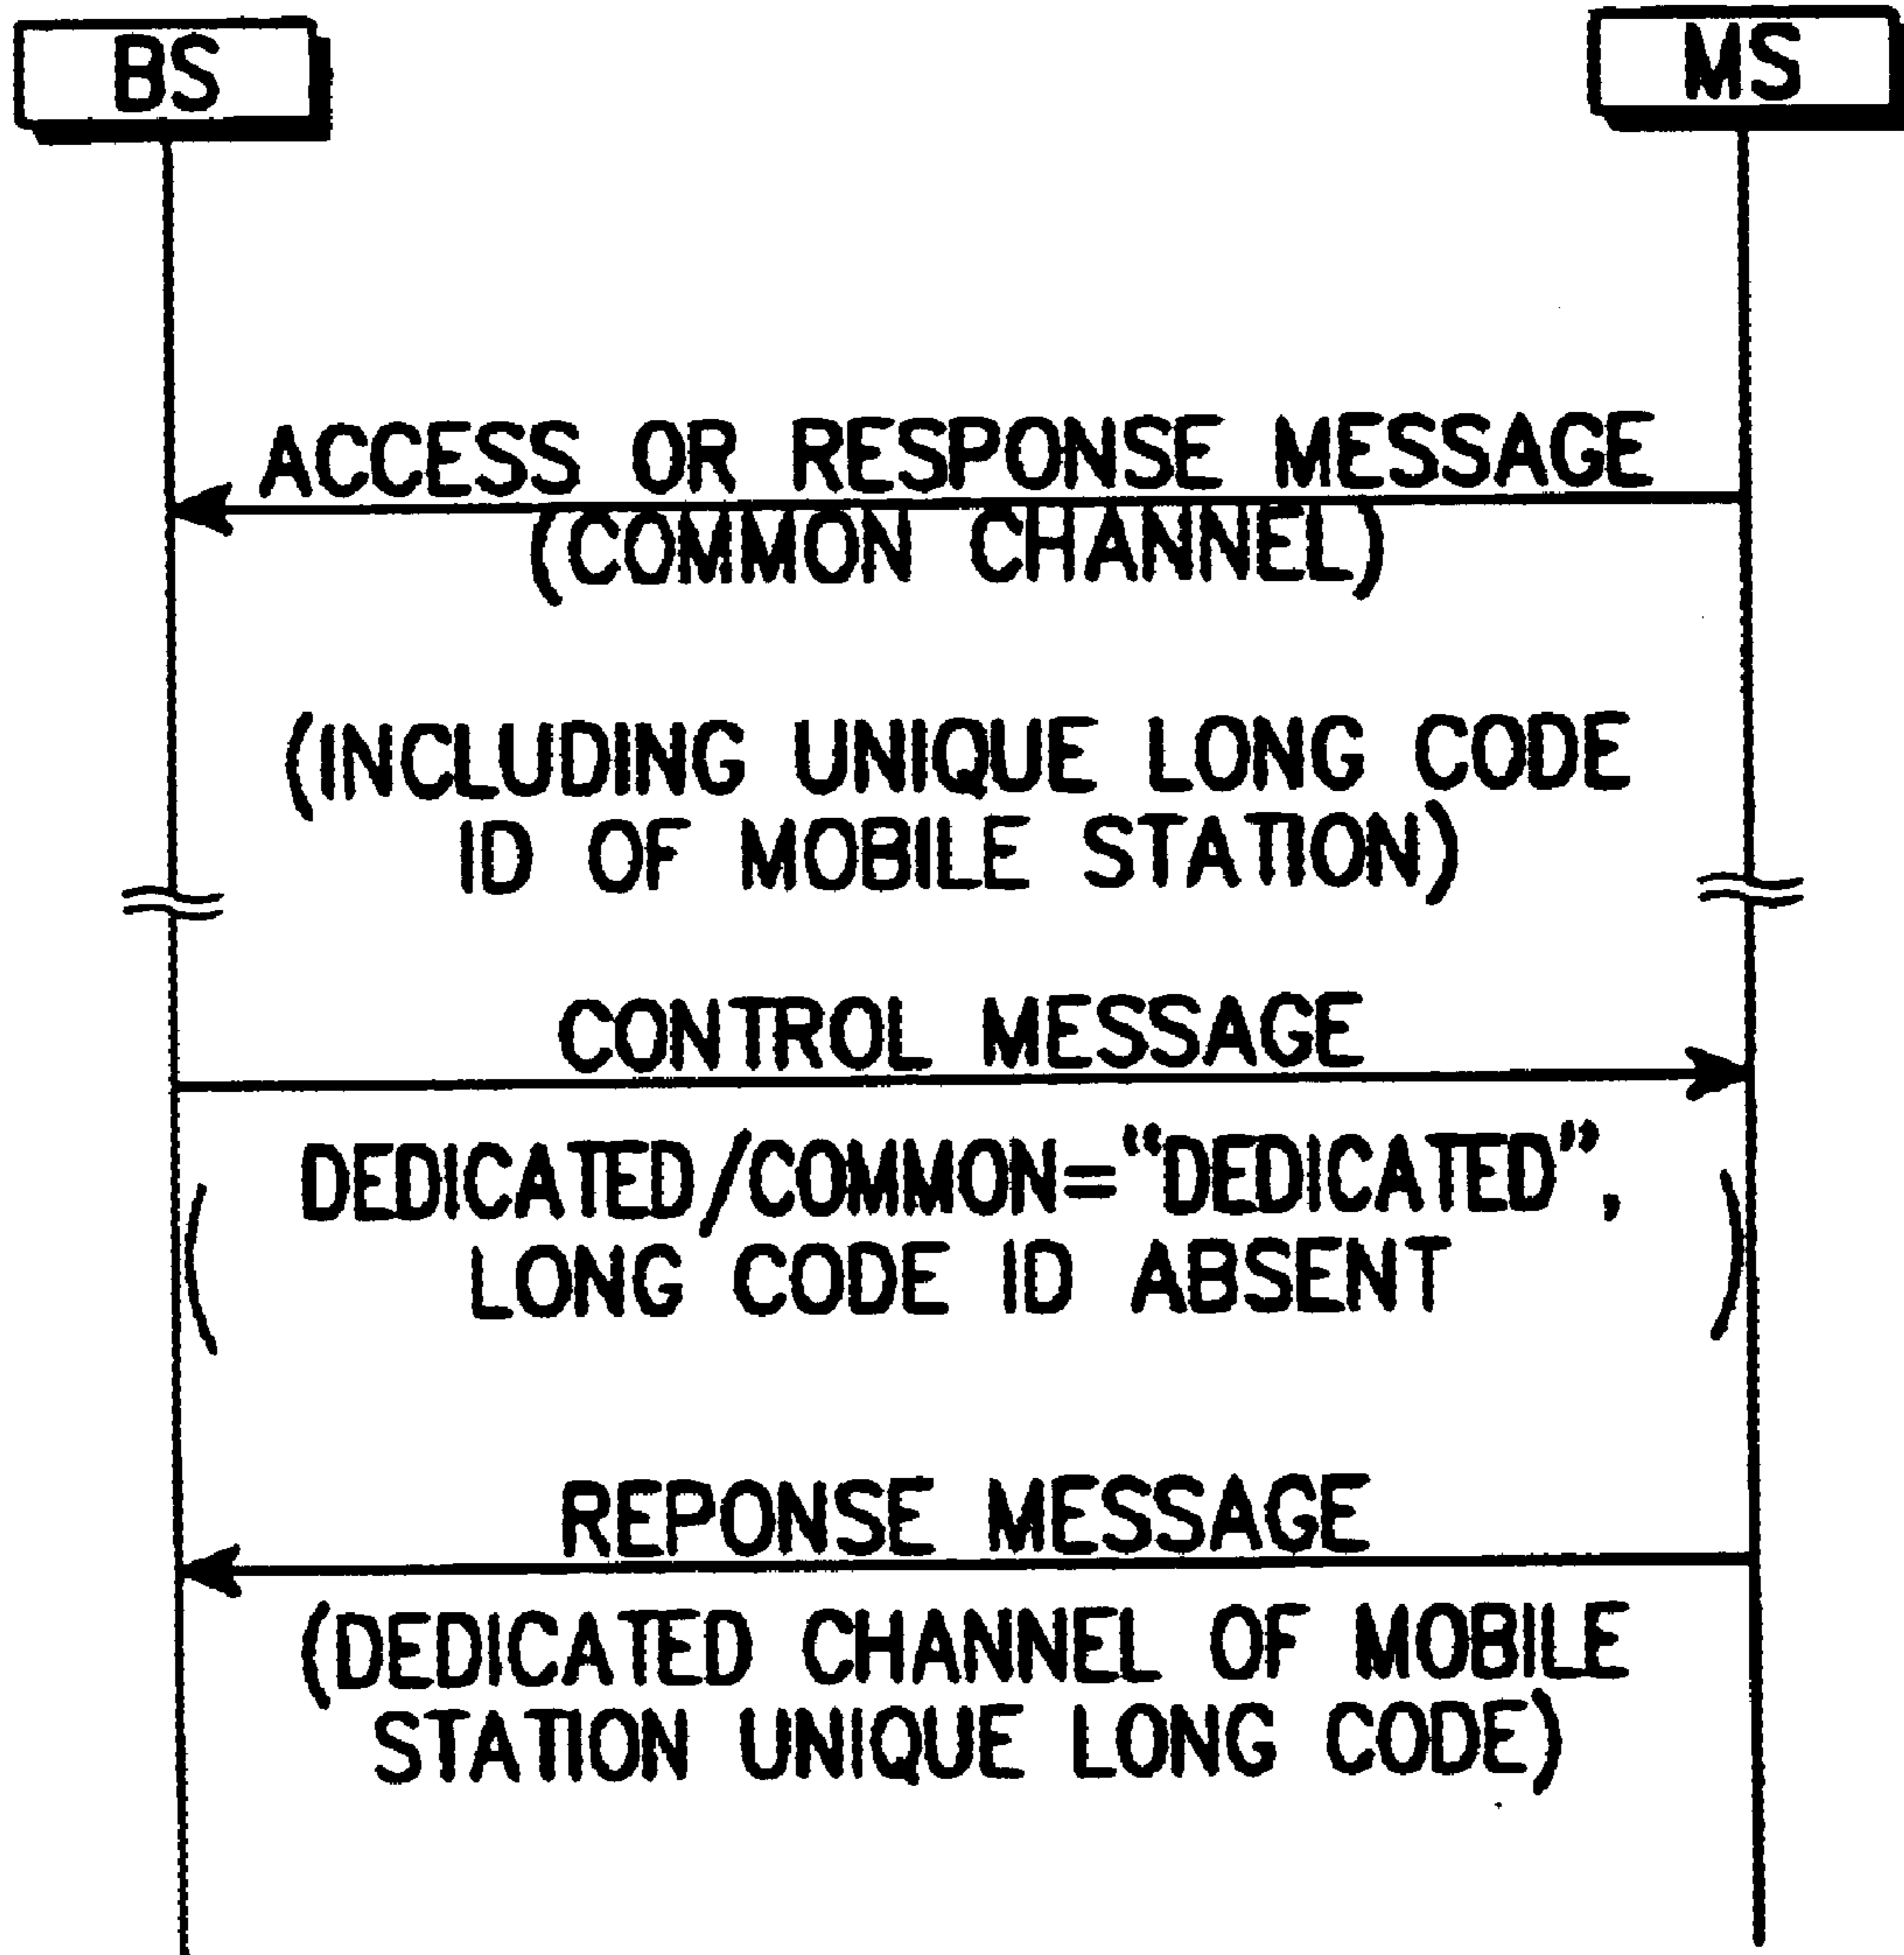 BS
MS
ACCESS OR RESPONSE MESSAGE
(COMMON CHANNEL)
(INCLUDING UNIQUE LONG CODE
ID OF MOBILE STATION)
CONTROL MESSAGE
(DEDICATED/COMMON="DEDICATED",
LONG CODE ID ABSENT)
REPONSE MESSAGE
(DEDICATED CHANNEL OF MOBILE
STATION UNIQUE LONG CODE)